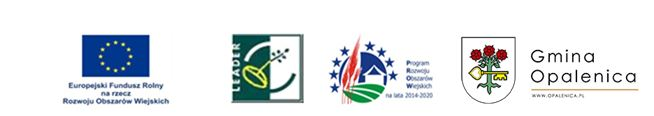 Europejski Fundusz Rolny
na rzecz
Rozwoju Obszarów Wiejskich
LEADER
Program
Rozwoju
Obszarów
Wiejskich
na lata 2014-2020
Gmina
Opalenica
WWW.OPALENICA.PL